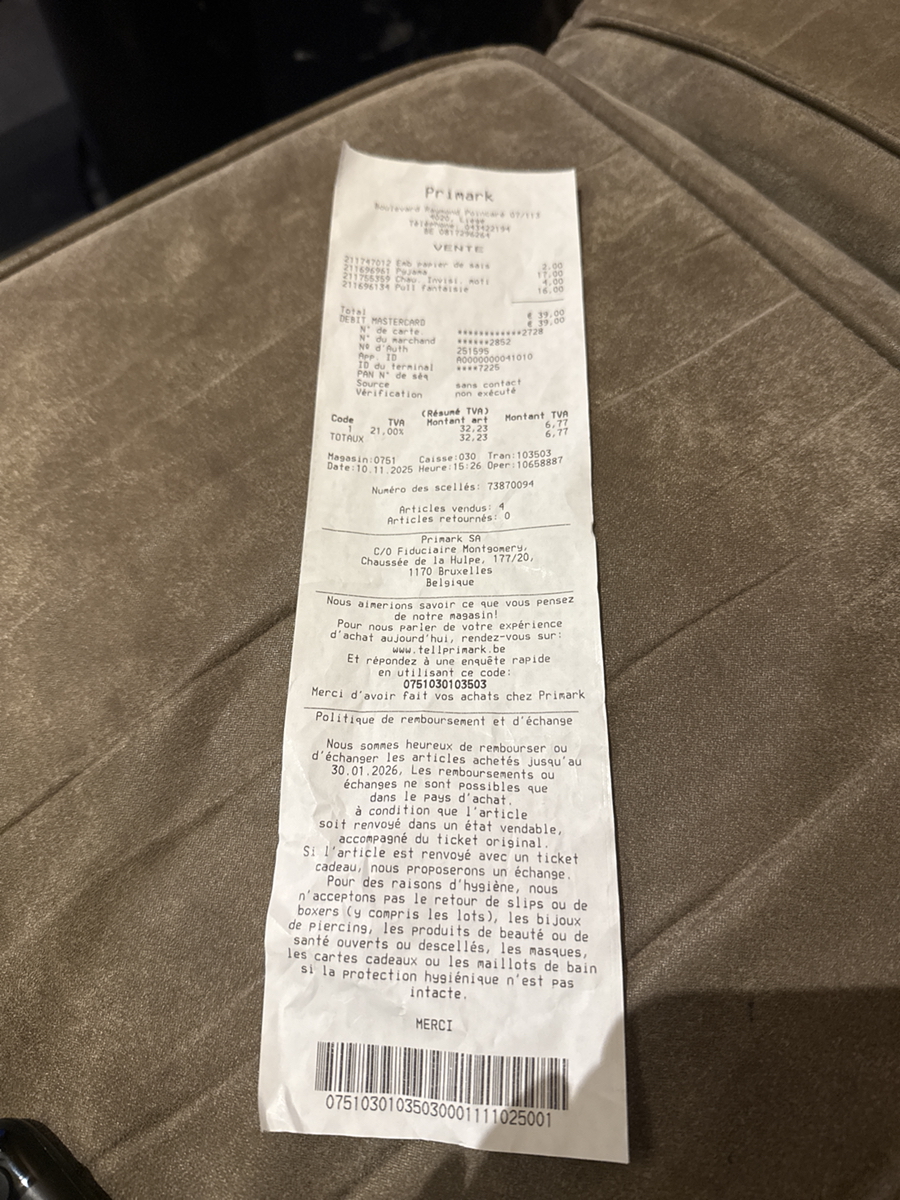 Primark
Boulevard Raymond Poincaré 07/113
4020, Liège
Téléphone: 043422194
BE 0817296264
VENTE
211747012 Emb papier de sais 2.00
211696961 Pyjama 17.00
211755359 Chau. Invisi. moti 4.00
211696134 Pull fantaisie 16.00
Total € 39.00
DEBIT MASTERCARD € 39.00
N° de carte. ************2728
N° du marchand ******2852
Nº d'Auth 251595
App. ID A0000000041010
ID du terminal ****7225
PAN N° de séq
Source sans contact
Vérification non exécuté
(Résumé TVA)
Code TVA Montant art Montant TVA
1 21,00% 32,23 6,77
TOTAUX 32,23 6,77
Magasin:0751 Caisse:030 Tran:103503
Date:10.11.2025 Heure:15:26 Oper:10658887
Numéro des scellés: 73870094
Articles vendus: 4
Articles retournés: 0
Primark SA
C/O Fiduciaire Montgomery,
Chaussée de la Hulpe, 177/20,
1170 Bruxelles
Belgique
Nous aimerions savoir ce que vous pensez
de notre magasin!
Pour nous parler de votre expérience
d'achat aujourd'hui, rendez-vous sur:
www.tellprimark.be
Et répondez à une enquête rapide
en utilisant ce code:
0751030103503
Merci d'avoir fait vos achats chez Primark
Politique de remboursement et d'échange
Nous sommes heureux de rembourser ou
d'échanger les articles achetés jusqu'au
30.01.2026, Les remboursements ou
échanges ne sont possibles que
dans le pays d'achat.
à condition que l'article
soit renvoyé dans un état vendable,
accompagné du ticket original.
Si l'article est renvoyé avec un ticket
cadeau, nous proposerons un échange.
Pour des raisons d'hygiène, nous
n'acceptons pas le retour de slips ou de
boxers (y compris les lots), les bijoux
de piercing, les produits de beauté ou de
santé ouverts ou descellés, les masques,
les cartes cadeaux ou les maillots de bain
si la protection hygiénique n'est pas
intacte.
MERCI
07510301035030001111025001